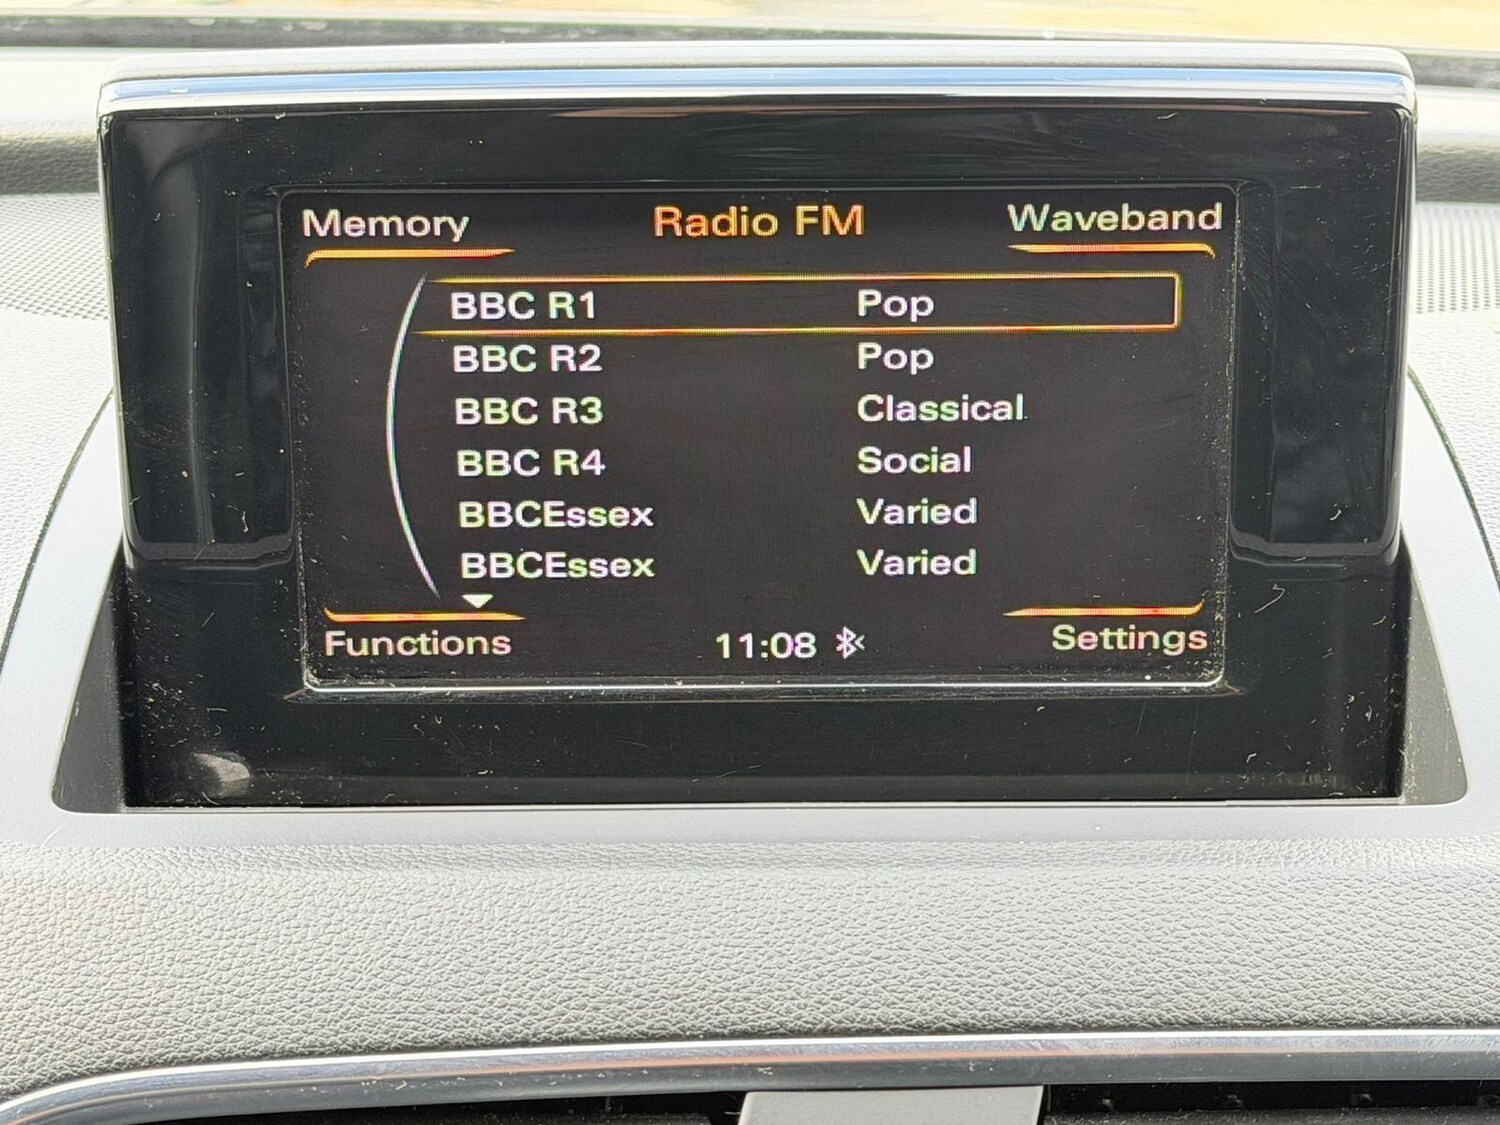 Memory Radio FM Waveband
BBC R1 Pop
BBC R2 Pop
BBC R3 Classical
BBC R4 Social
BBCEssex Varied
BBCEssex Varied
Functions 11:08 Settings